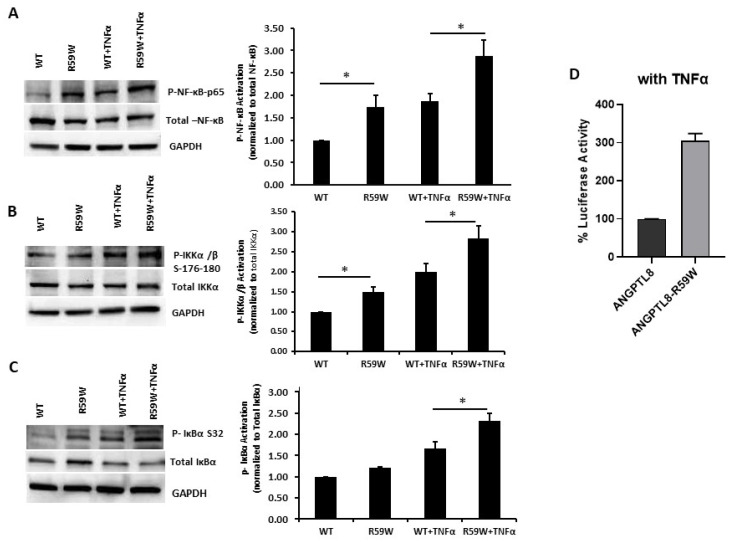 A
WT
R59W
WT+TNFα
R59W+TNFα
P-NF-κB-p65
Total –NF-κB
GAPDH
P-NF-κB Activation
(normalized to total NF-κB)
3.50
3.00
2.50
2.00
1.50
1.00
0.50
0.00
*
*
WT
R59W
WT+TNFα
R59W+TNFα
B
WT
R59W
WT+TNFα
R59W+TNFα
P-IKKα /β
S-176-180
Total IKKα
GAPDH
P-IKKα/β Activation
(normalized to total IKKα)
3.50
3.00
2.50
2.00
1.50
1.00
0.50
0.00
*
*
WT
R59W
WT+TNFα
R59W+TNFα
C
WT
R59W
WT+TNFα
R59W+TNFα
P- IκBα S32
Total IκBα
GAPDH
p- IκBα Activation
(normalized to Total IκBα)
3.00
2.50
2.00
1.50
1.00
0.50
0.00
*
WT
R59W
WT+TNFα
R59W+TNFα
D
with TNFα
% Luciferase Activity
400
300
200
100
0
ANGPTL8
ANGPTL8-R59W